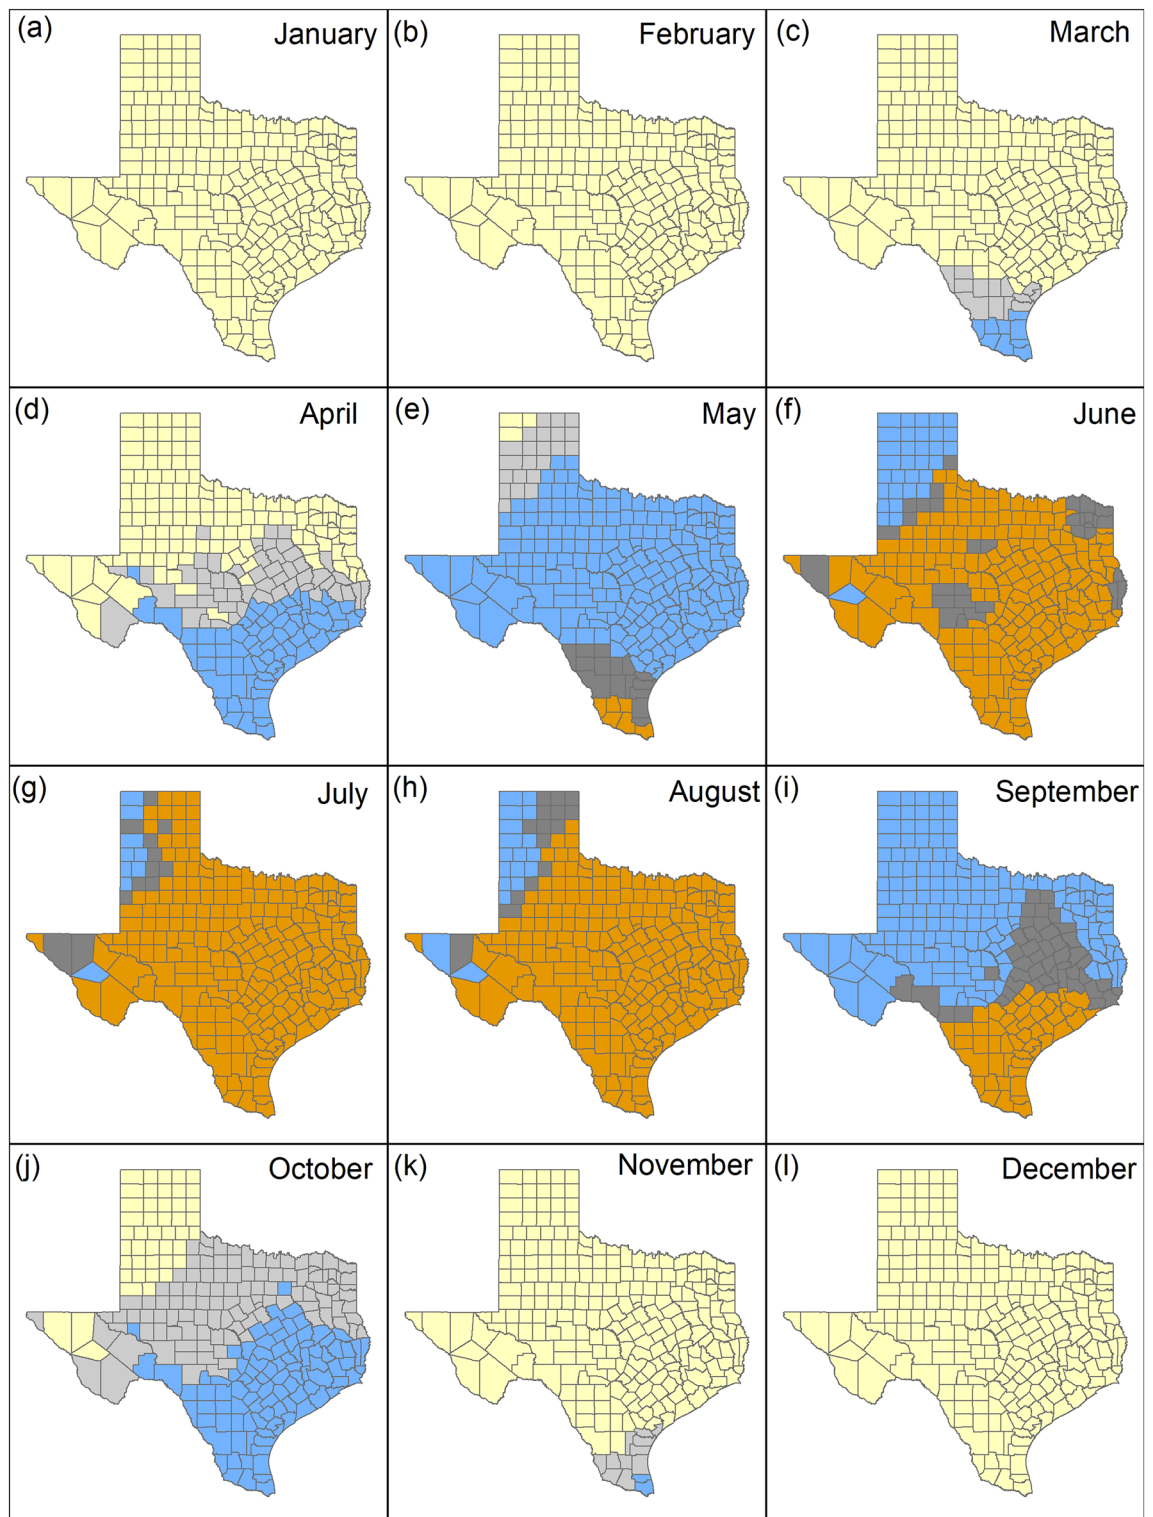 (a) January
(b) February
(c) March
(d) April
(e) May
(f) June
(g) July
(h) August
(i) September
(j) October
(k) November
(l) December